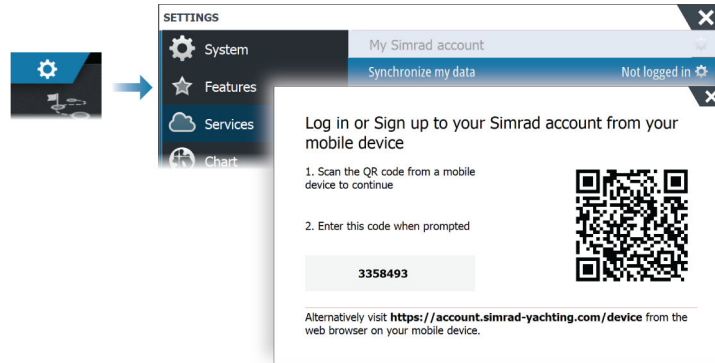 SETTINGS
System
My Simrad account
Synchronize my data Not logged in
Features
Services
Chart
Log in or Sign up to your Simrad account from your
mobile device
1. Scan the QR code from a mobile
device to continue
2. Enter this code when prompted
3358493
Alternatively visit https://account.simrad-yachting.com/device from the
web browser on your mobile device.